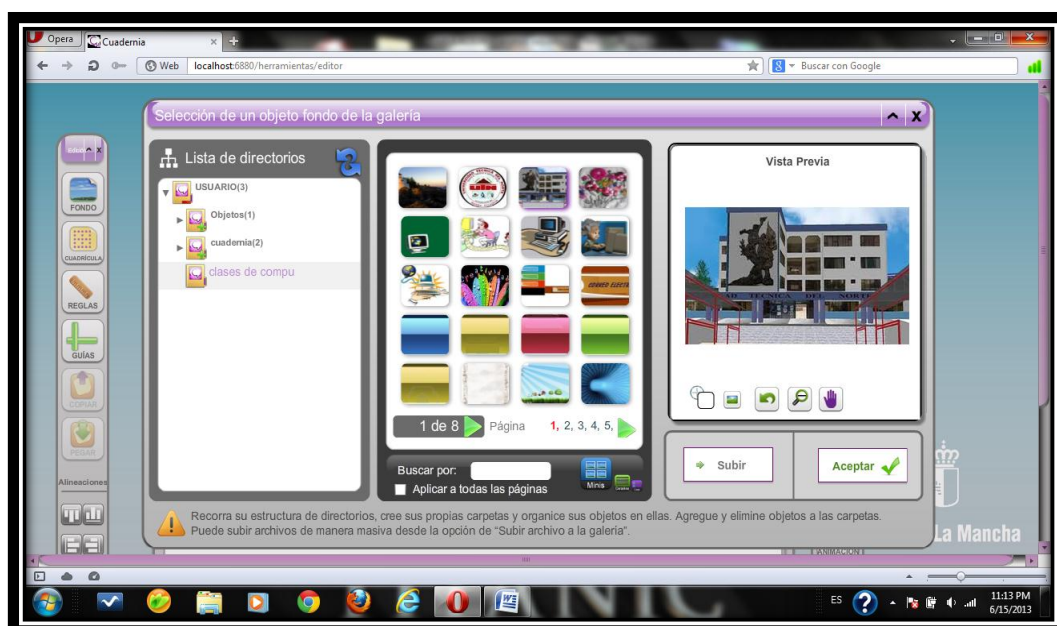 Opera
Cuadernia
Web
localhost:6880/herramientas/editor
Buscar con Google
Selección de un objeto fondo de la galería
Lista de directorios
USUARIO(3)
Objetos(1)
cuadernia(2)
clases de compu
FONDO
CUADRÍCULA
REGLAS
GUÍAS
COPIAR
PEGAR
Alineaciones
1 de 8
Página
1, 2, 3, 4, 5,
Buscar por:
Aplicar a todas las páginas
Minis
Vista Previa
TECNICA DEL NORTE
Subir
Aceptar
Recorra su estructura de directorios, cree sus propias carpetas y organice sus objetos en ellas. Agregue y elimine objetos a las carpetas.
Puede subir archivos de manera masiva desde la opción de "Subir archivo a la galería".
La Mancha
ANIMACIÓN
ES
11:13 PM
6/15/2013